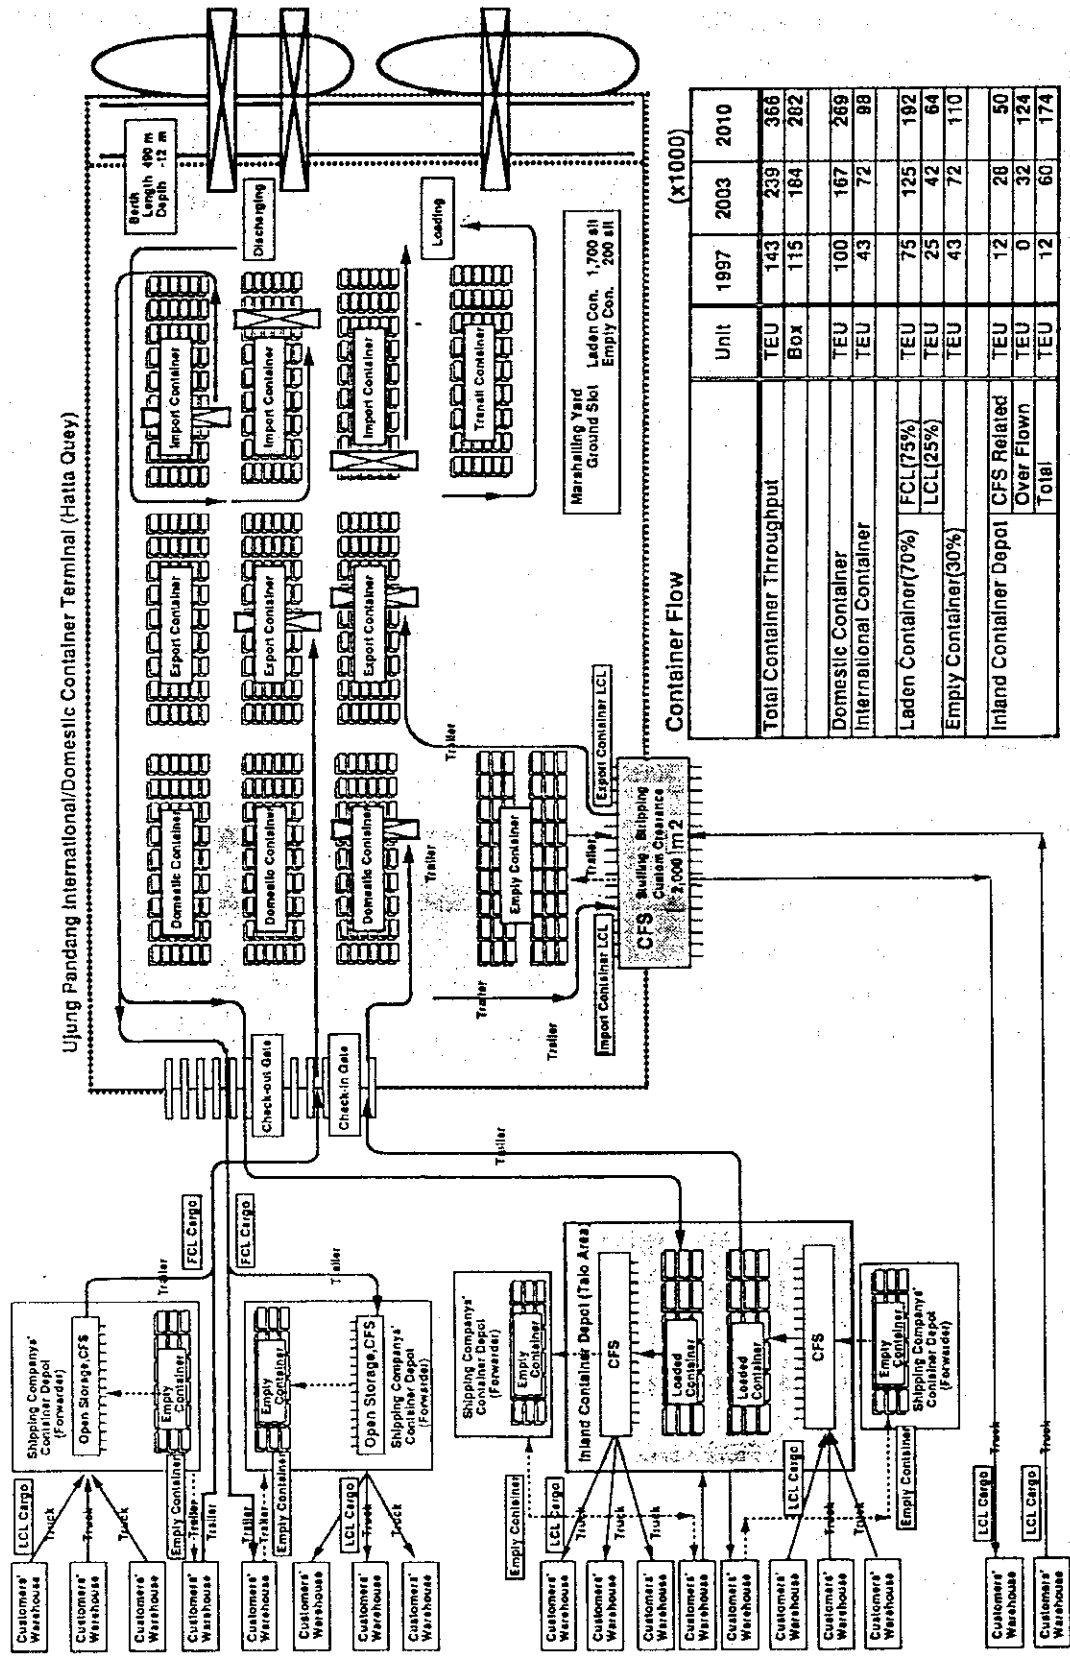 Ujung Pandang International/Domestic Container Terminal (Hatta Quey)
Berth
Length 490 m
Depth -12 m
Discharging
Loading
Import Container
Import Container
Import Container
Transit Container
Export Container
Export Container
Export Container
Domestic Container
Domestic Container
Domestic Container
Empty Container
Marshalling Yard
Ground Slot Laden Con. 1,700 slt
Empty Con. 200 slt
Trailer
Trailer
Trailer
Trailer
Trailer
Export Container LCL
Import Container LCL
CFS Stuffing Stripping
Custom Crearance
2,000 m2
Check-out Gate
Check-in Gate
Trailer
Trailer
FCL Cargo
FCL Cargo
Trailer
Trailer
Shipping Companys'
Container Depot
(Forwarder)
Open Storage,CFS
Empty
Container
Empty
Container
Open Storage,CFS
Shipping Companys'
Container Depot
(Forwarder)
Shipping Companys'
Container Depot
(Forwarder)
Empty
Container
Inland Container Depot (Talo Area)
CFS
Loaded
Container
Loaded
Container
CFS
Empty
Container
Shipping Companys'
Container Depot
(Forwarder)
LCL Cargo
Truck
Truck
Truck
Empty Container
Trailer
Trailer
Trailer
Trailer
Empty Container
LCL Cargo
Truck
Truck
Empty Container
LCL Cargo
Truck
Truck
Truck
LCL Cargo
Truck
Truck
Truck
Empty Container
Truck
LCL Cargo
Truck
LCL Cargo
Customers'
Warehouse
Customers'
Warehouse
Customers'
Warehouse
Customers'
Warehouse
Customers'
Warehouse
Customers'
Warehouse
Customers'
Warehouse
Customers'
Warehouse
Customers'
Warehouse
Customers'
Warehouse
Customers'
Warehouse
Customers'
Warehouse
Customers'
Warehouse
Customers'
Warehouse
Customers'
Warehouse
Customers'
Warehouse
Customers'
Warehouse
Customers'
Warehouse
Container Flow (x1000)
Unit 1997 2003 2010
Total Container Throughput TEU 143 239 366
Box 115 184 282
Domestic Container TEU 100 167 269
International Container TEU 43 72 98
Laden Container(70%) FCL(75%) TEU 75 125 192
LCL(25%) TEU 25 42 64
Empty Container(30%) TEU 43 72 110
Inland Container Depot CFS Related TEU 12 28 50
Over Flown TEU 0 32 124
Total TEU 12 60 174